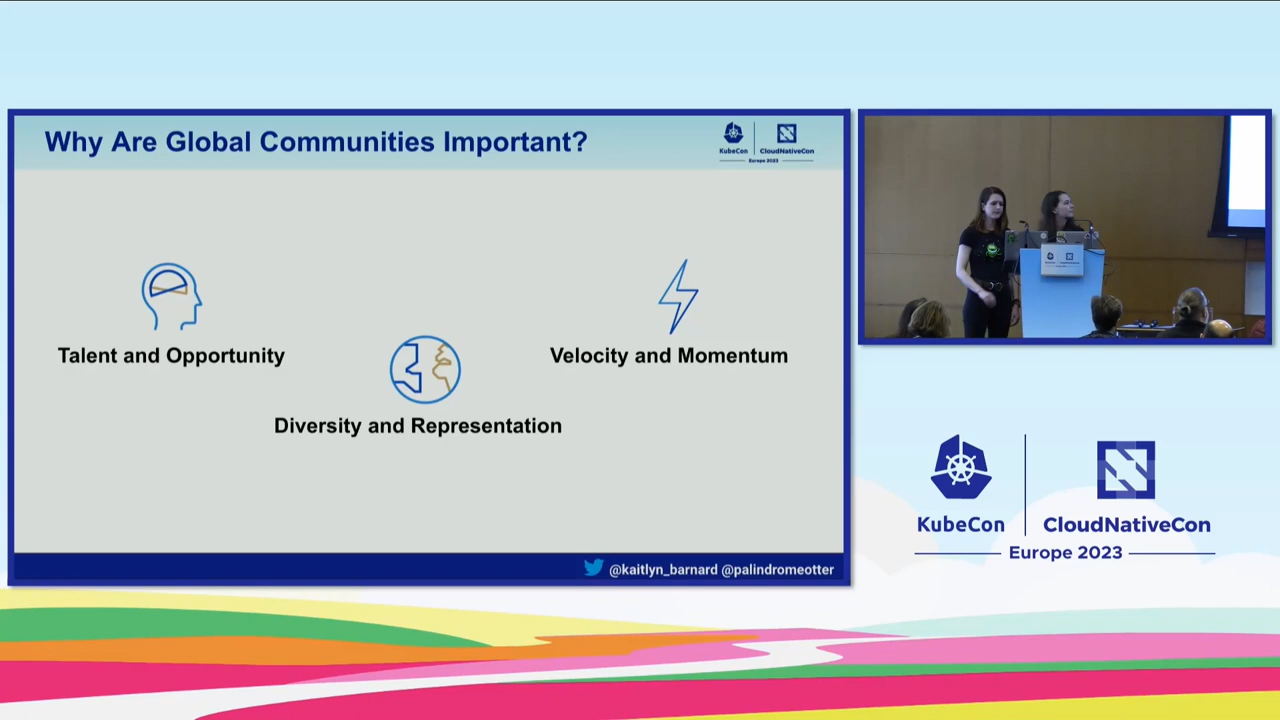 Why Are Global Communities Important?
KubeCon
CloudNativeCon
Europe 2023
Talent and Opportunity
Velocity and Momentum
Diversity and Representation
@kaitlyn_barnard @palindromeotter
KubeCon
CloudNativeCon
Europe 2023